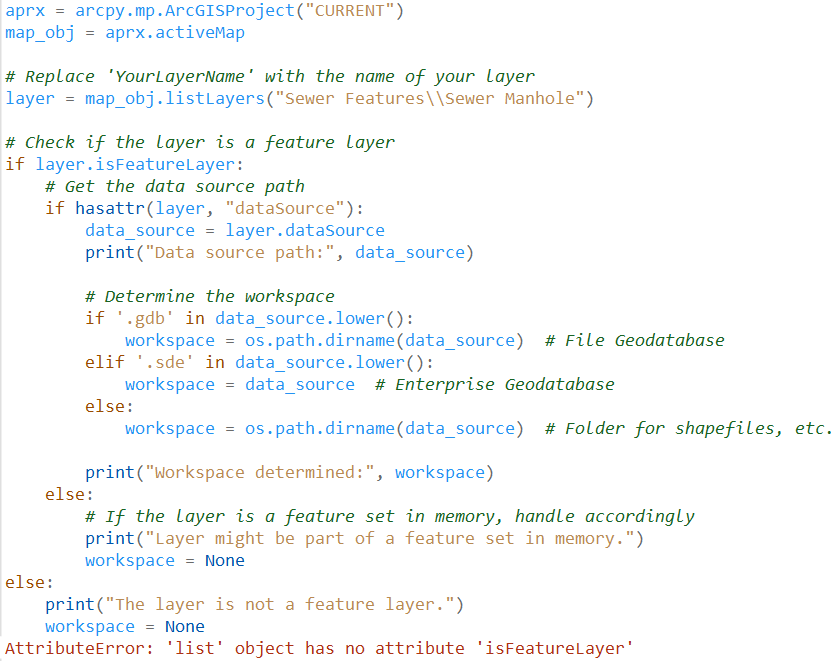 aprx = arcpy.mp.ArcGISProject("CURRENT")
map_obj = aprx.activeMap

# Replace 'YourLayerName' with the name of your layer
layer = map_obj.listLayers("Sewer Features\\Sewer Manhole")

# Check if the layer is a feature layer
if layer.isFeatureLayer:
    # Get the data source path
    if hasattr(layer, "dataSource"):
        data_source = layer.dataSource
        print("Data source path:", data_source)

        # Determine the workspace
        if '.gdb' in data_source.lower():
            workspace = os.path.dirname(data_source)  # File Geodatabase
        elif '.sde' in data_source.lower():
            workspace = data_source  # Enterprise Geodatabase
        else:
            workspace = os.path.dirname(data_source)  # Folder for shapefiles, etc.

        print("Workspace determined:", workspace)
    else:
        # If the layer is a feature set in memory, handle accordingly
        print("Layer might be part of a feature set in memory.")
        workspace = None
else:
    print("The layer is not a feature layer.")
    workspace = None
AttributeError: 'list' object has no attribute 'isFeatureLayer'